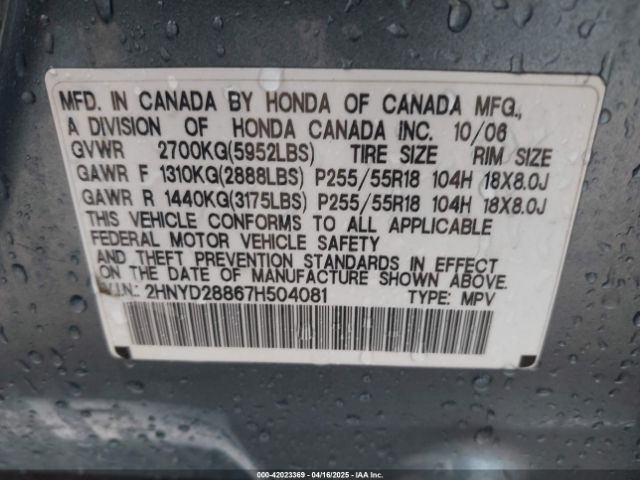 MFD. IN CANADA BY HONDA OF CANADA MFG.,
A DIVISION OF HONDA CANADA INC. 10/06
GVWR 2700KG(5952LBS) TIRE SIZE RIM SIZE
GAWR F 1310KG(2888LBS) P255/55R18 104H 18X8.0J
GAWR R 1440KG(3175LBS) P255/55R18 104H 18X8.0J
THIS VEHICLE CONFORMS TO ALL APPLICABLE
FEDERAL MOTOR VEHICLE SAFETY
AND THEFT PREVENTION STANDARDS IN EFFECT
ON THE DATE OF MANUFACTURE SHOWN ABOVE.
V.I.N.: 2HNYD28867H504081 TYPE: MPV
000-42023369 - 04/16/2025 - IAAI.COM